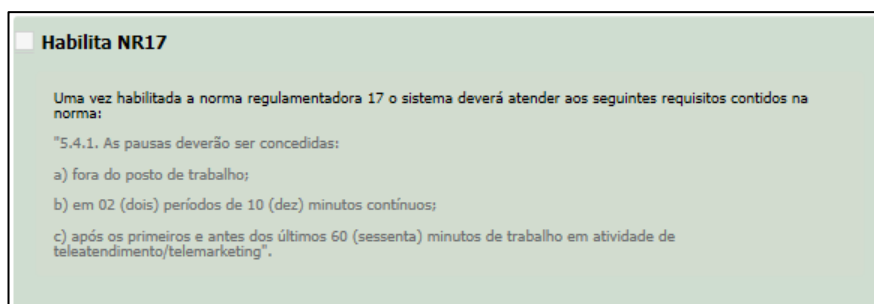 Habilita NR17
Uma vez habilitada a norma regulamentadora 17 o sistema deverá atender aos seguintes requisitos contidos na
norma:
"5.4.1. As pausas deverão ser concedidas:
a) fora do posto de trabalho;
b) em 02 (dois) períodos de 10 (dez) minutos contínuos;
c) após os primeiros e antes dos últimos 60 (sessenta) minutos de trabalho em atividade de
teleatendimento/telemarketing".